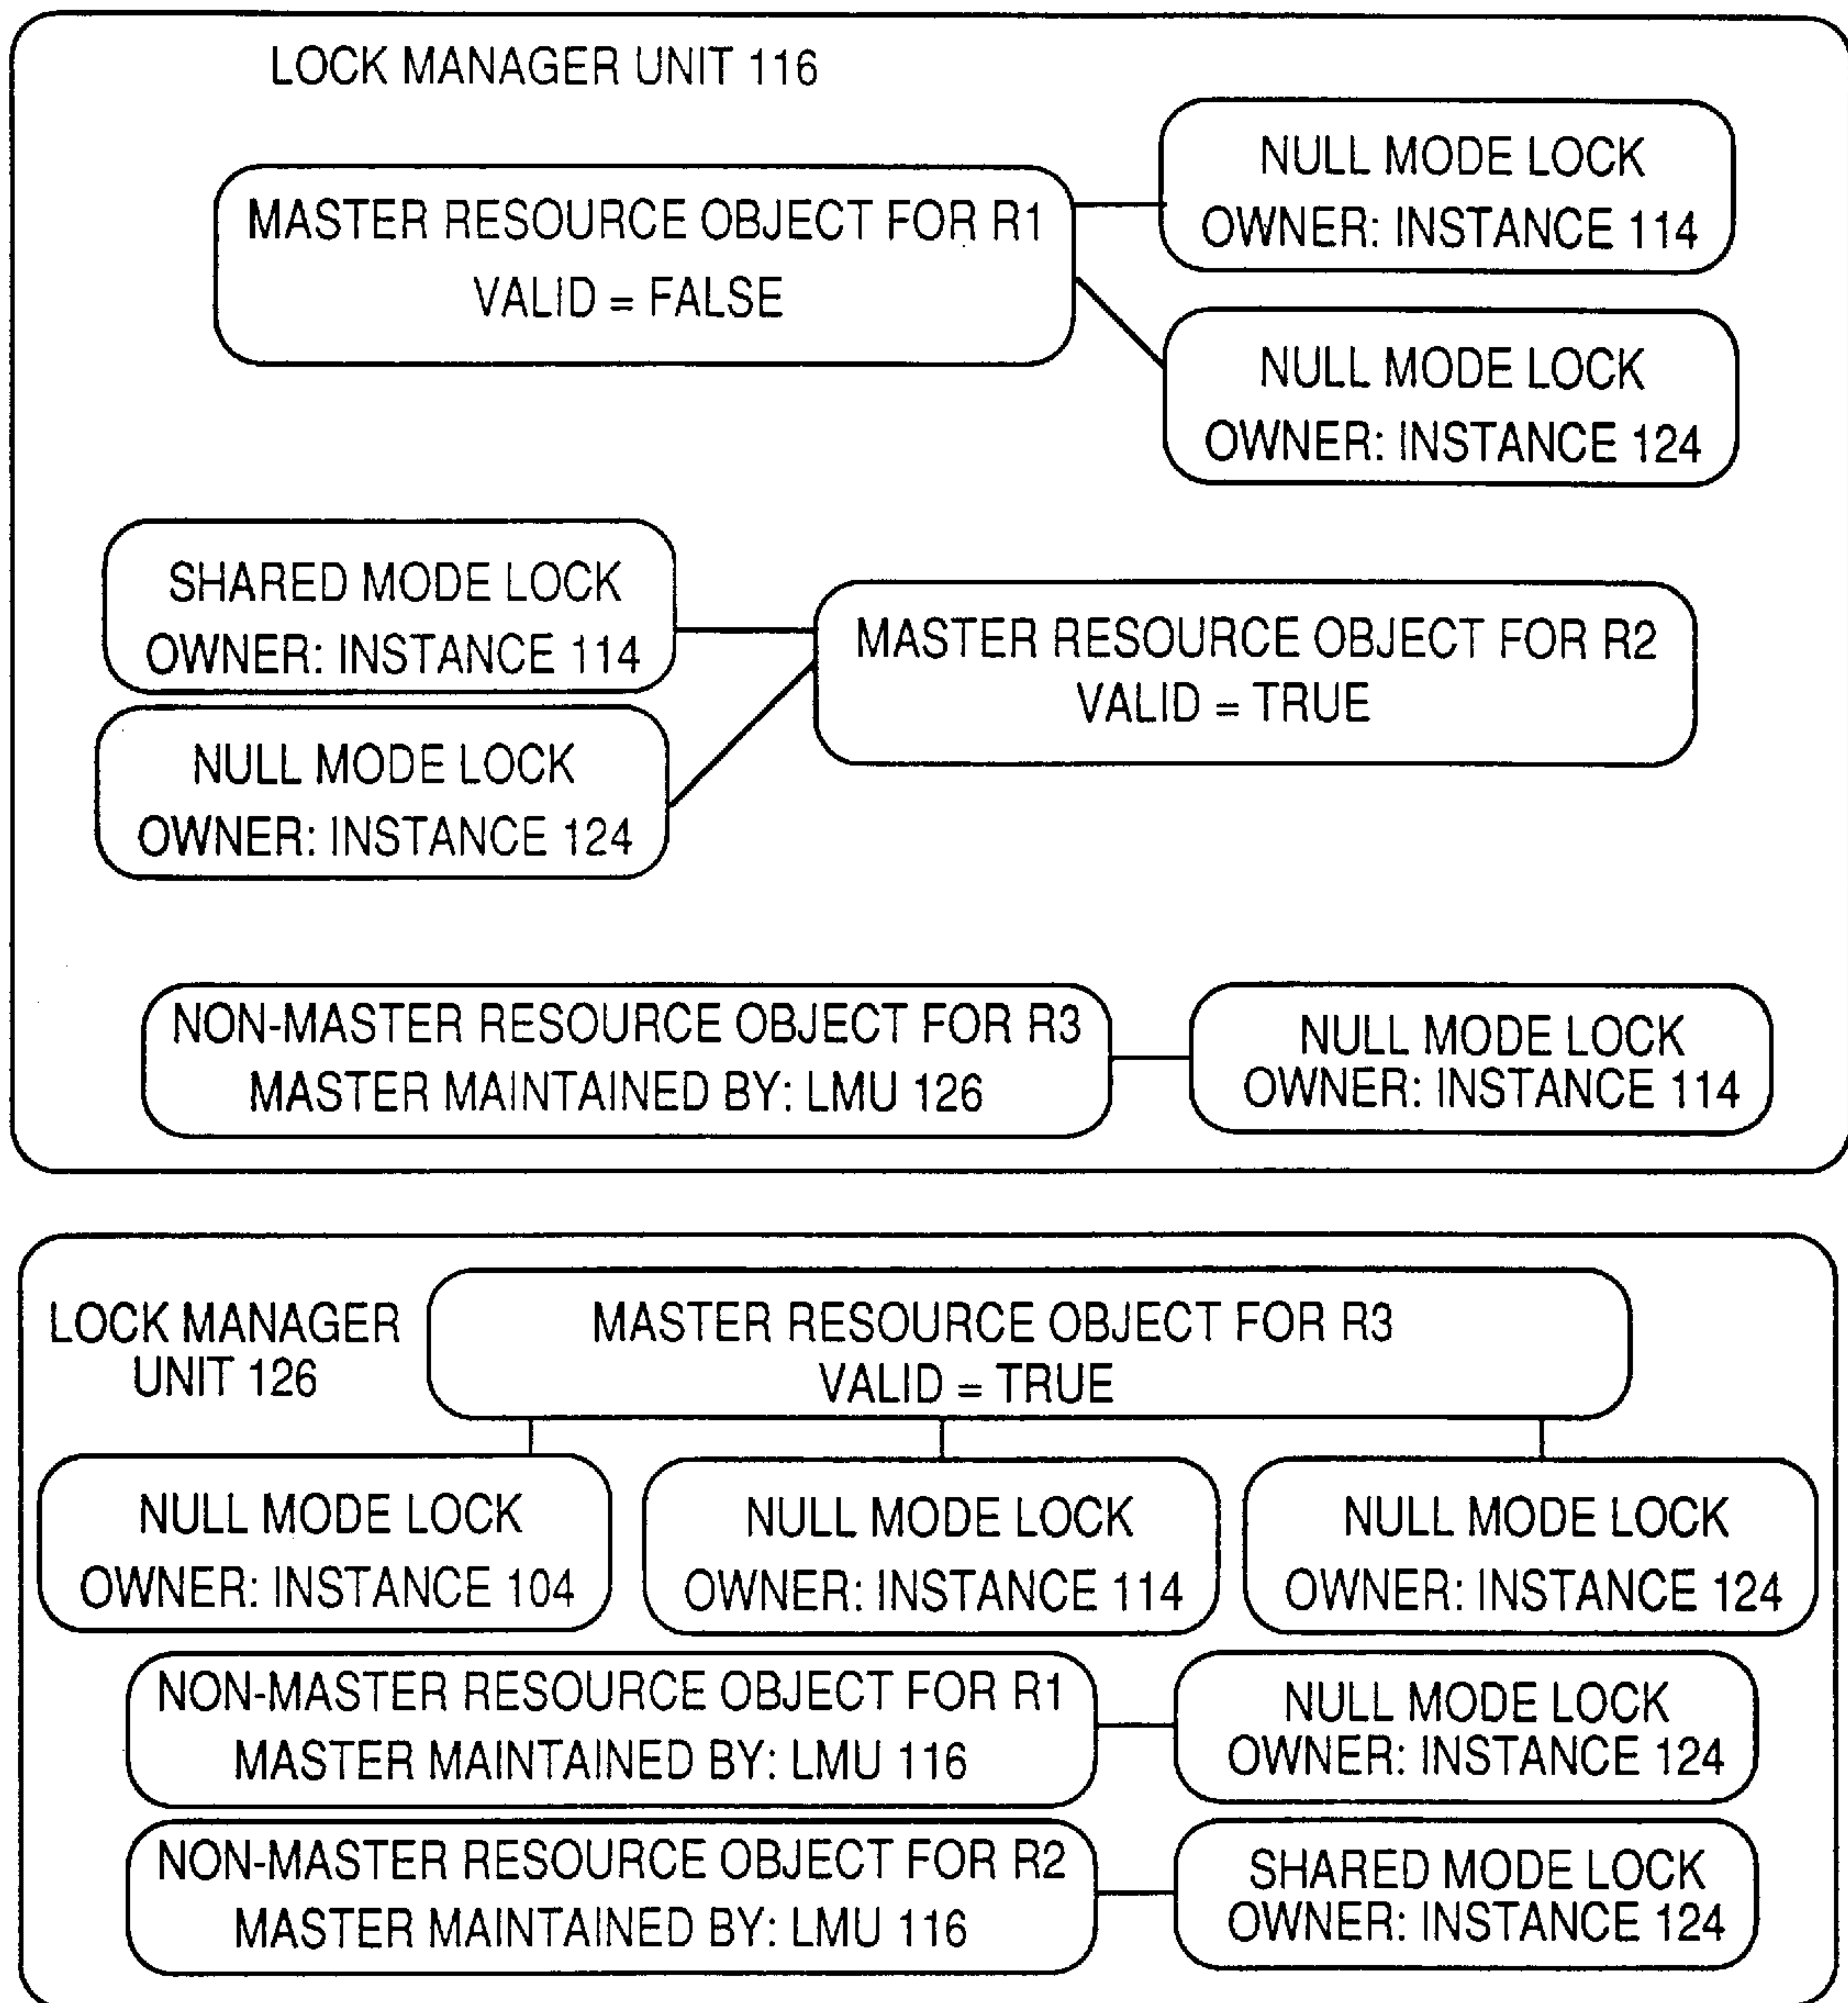 LOCK MANAGER UNIT 116
MASTER RESOURCE OBJECT FOR R1
VALID = FALSE
NULL MODE LOCK
OWNER: INSTANCE 114
NULL MODE LOCK
OWNER: INSTANCE 124
SHARED MODE LOCK
OWNER: INSTANCE 114
NULL MODE LOCK
OWNER: INSTANCE 124
MASTER RESOURCE OBJECT FOR R2
VALID = TRUE
NON-MASTER RESOURCE OBJECT FOR R3
MASTER MAINTAINED BY: LMU 126
NULL MODE LOCK
OWNER: INSTANCE 114
LOCK MANAGER
UNIT 126
MASTER RESOURCE OBJECT FOR R3
VALID = TRUE
NULL MODE LOCK
OWNER: INSTANCE 104
NULL MODE LOCK
OWNER: INSTANCE 114
NULL MODE LOCK
OWNER: INSTANCE 124
NON-MASTER RESOURCE OBJECT FOR R1
MASTER MAINTAINED BY: LMU 116
NULL MODE LOCK
OWNER: INSTANCE 124
NON-MASTER RESOURCE OBJECT FOR R2
MASTER MAINTAINED BY: LMU 116
SHARED MODE LOCK
OWNER: INSTANCE 124